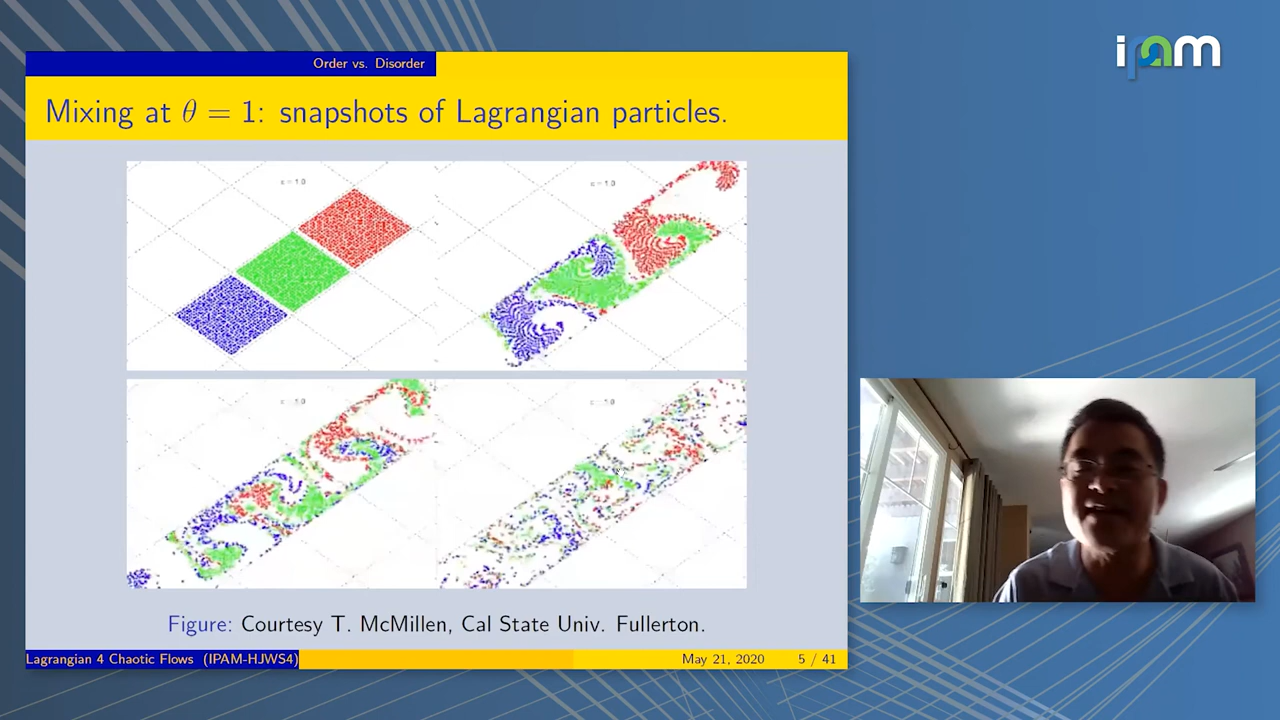 ipam
Order vs. Disorder
Mixing at θ = 1: snapshots of Lagrangian particles.
Figure: Courtesy T. McMillen, Cal State Univ. Fullerton.
Lagrangian 4 Chaotic Flows (IPAM-HJWS4)
May 21, 2020 5 / 41